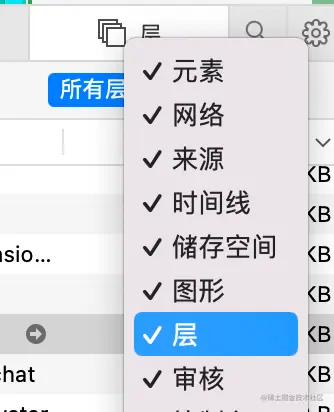 层
所有层
✓ 元素
✓ 网络
✓ 来源
KB
✓ 时间线
KB
✓ 储存空间
nsio...
KB
✓ 图形
KB
✓ 层
KB
✓ 审核
chat
KB
@稀土掘金技术社区